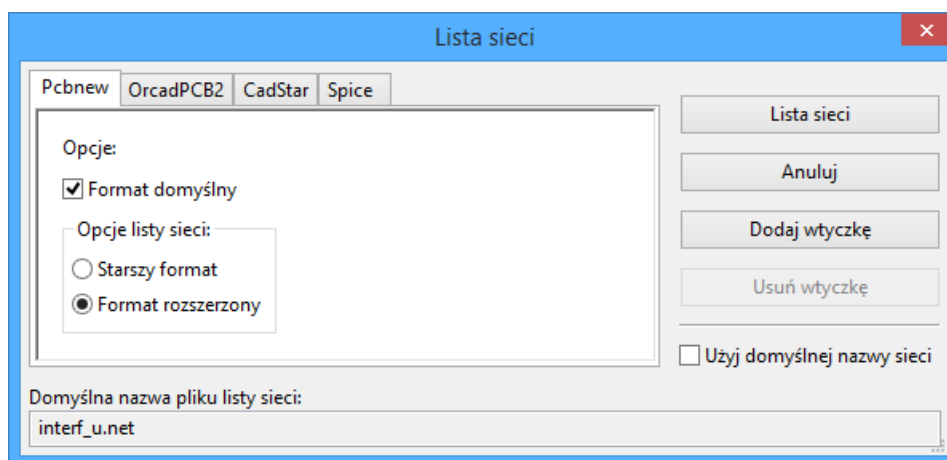 Lista sieci
Pcbnew OrcadPCB2 CadStar Spice
Opcje:
Format domyślny
Opcje listy sieci:
Starszy format
Format rozszerzony
Lista sieci
Anuluj
Dodaj wtyczkę
Usuń wtyczkę
Użyj domyślnej nazwy sieci
Domyślna nazwa pliku listy sieci:
interf_u.net